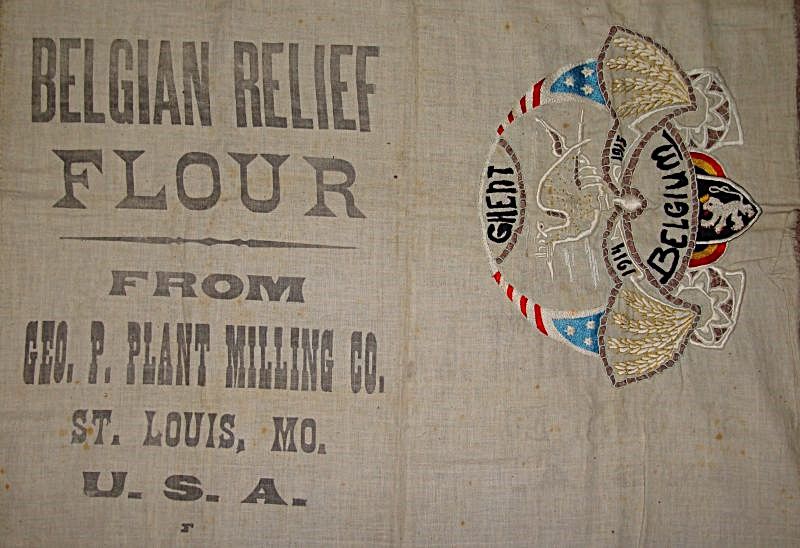 BELGIAN RELIEF
FLOUR
FROM
GEO. P. PLANT MILLING CO.
ST. LOUIS, MO.
U. S. A.
F
GHENT
1914 1915
BELGIUM